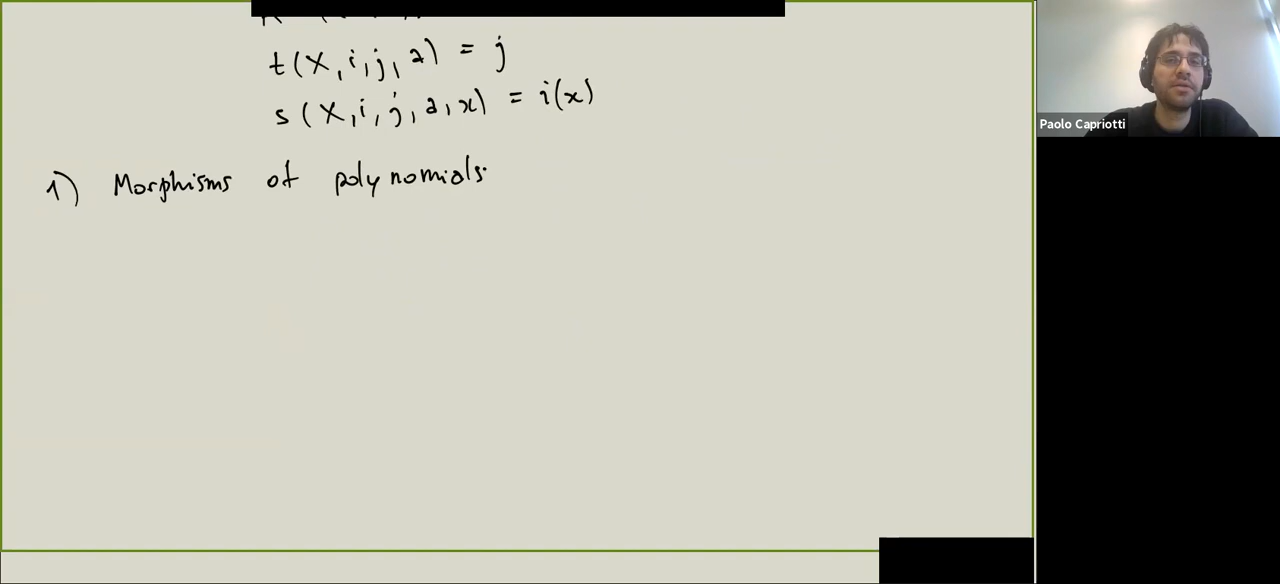 t(X,i,j,a) = j
s(X,i,j,a,x) = i(x)
1) Morphisms of polynomials.
Paolo Capriotti